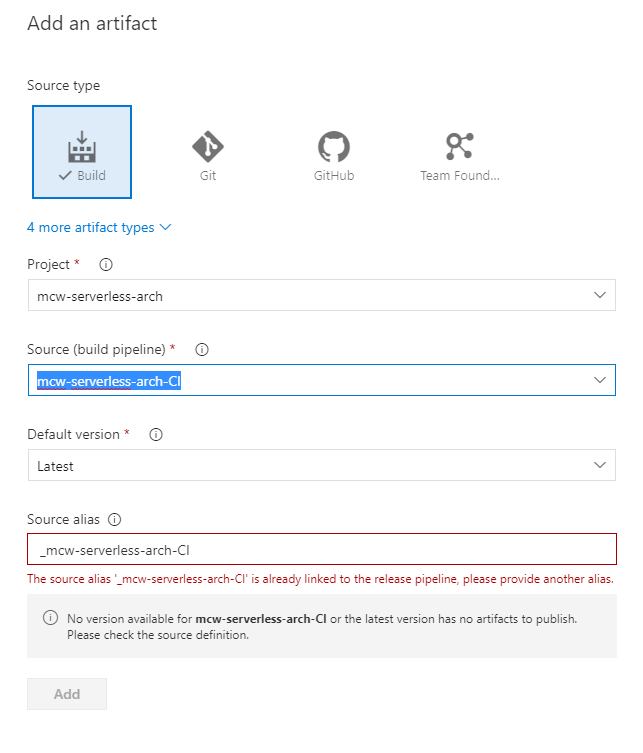 Add an artifact
Source type
Build
Git
GitHub
Team Found...
4 more artifact types
Project *
mcw-serverless-arch
Source (build pipeline) *
mcw-serverless-arch-CI
Default version *
Latest
Source alias
_mcw-serverless-arch-CI
The source alias '_mcw-serverless-arch-CI' is already linked to the release pipeline, please provide another alias.
No version available for mcw-serverless-arch-CI or the latest version has no artifacts to publish.
Please check the source definition.
Add